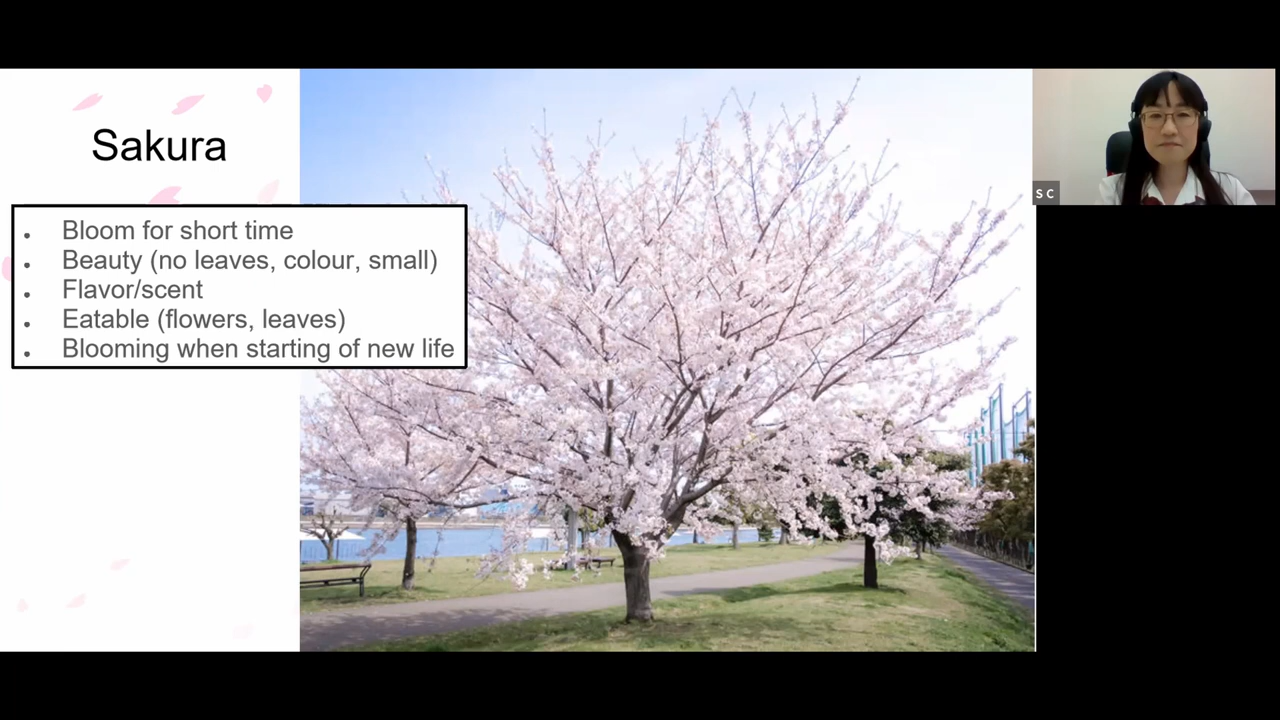 Sakura
• Bloom for short time
• Beauty (no leaves, colour, small)
• Flavor/scent
• Eatable (flowers, leaves)
• Blooming when starting of new life
S C